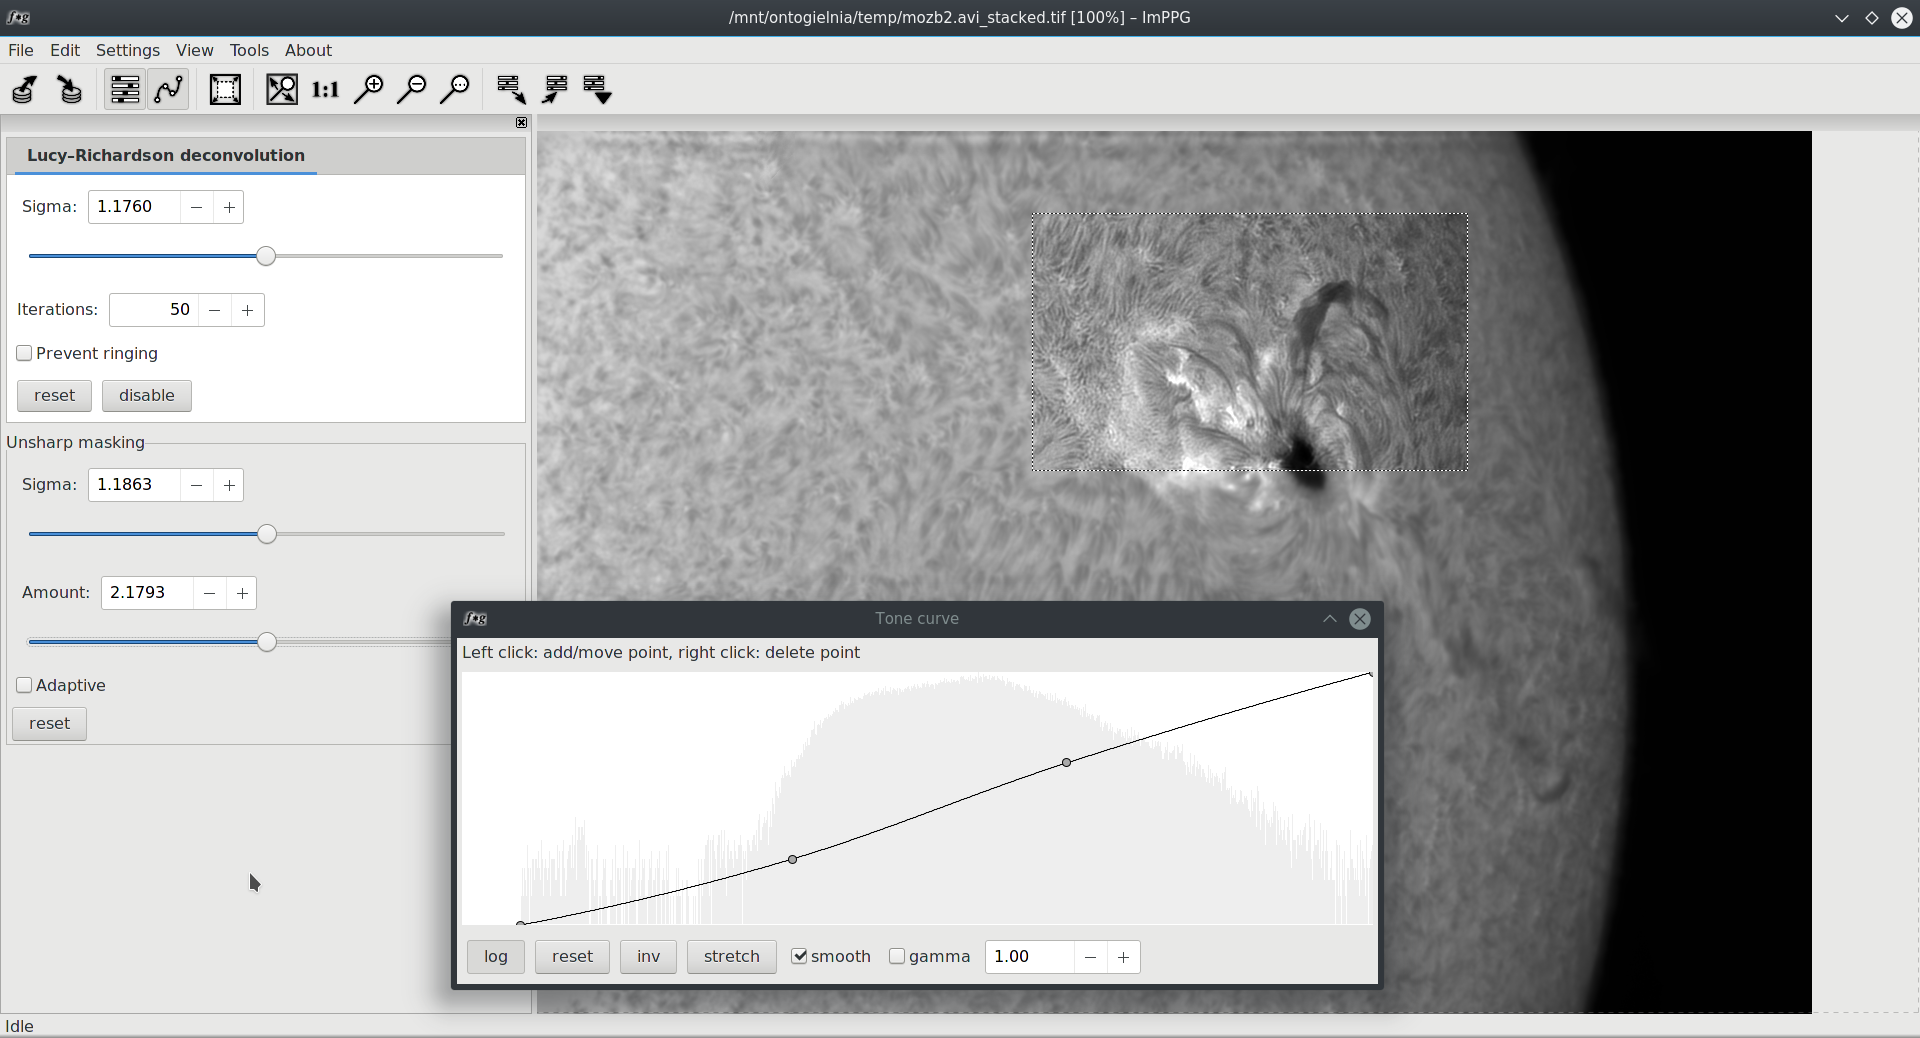 /mnt/ontogielnia/temp/mozb2.avi_stacked.tif [100%] – ImPPG
File Edit Settings View Tools About
1:1
Lucy–Richardson deconvolution
Sigma: 1.1760
Iterations: 50
Prevent ringing
reset disable
Unsharp masking
Sigma: 1.1863
Amount: 2.1793
Adaptive
reset
Tone curve
Left click: add/move point, right click: delete point
log reset inv stretch smooth gamma 1.00
Idle